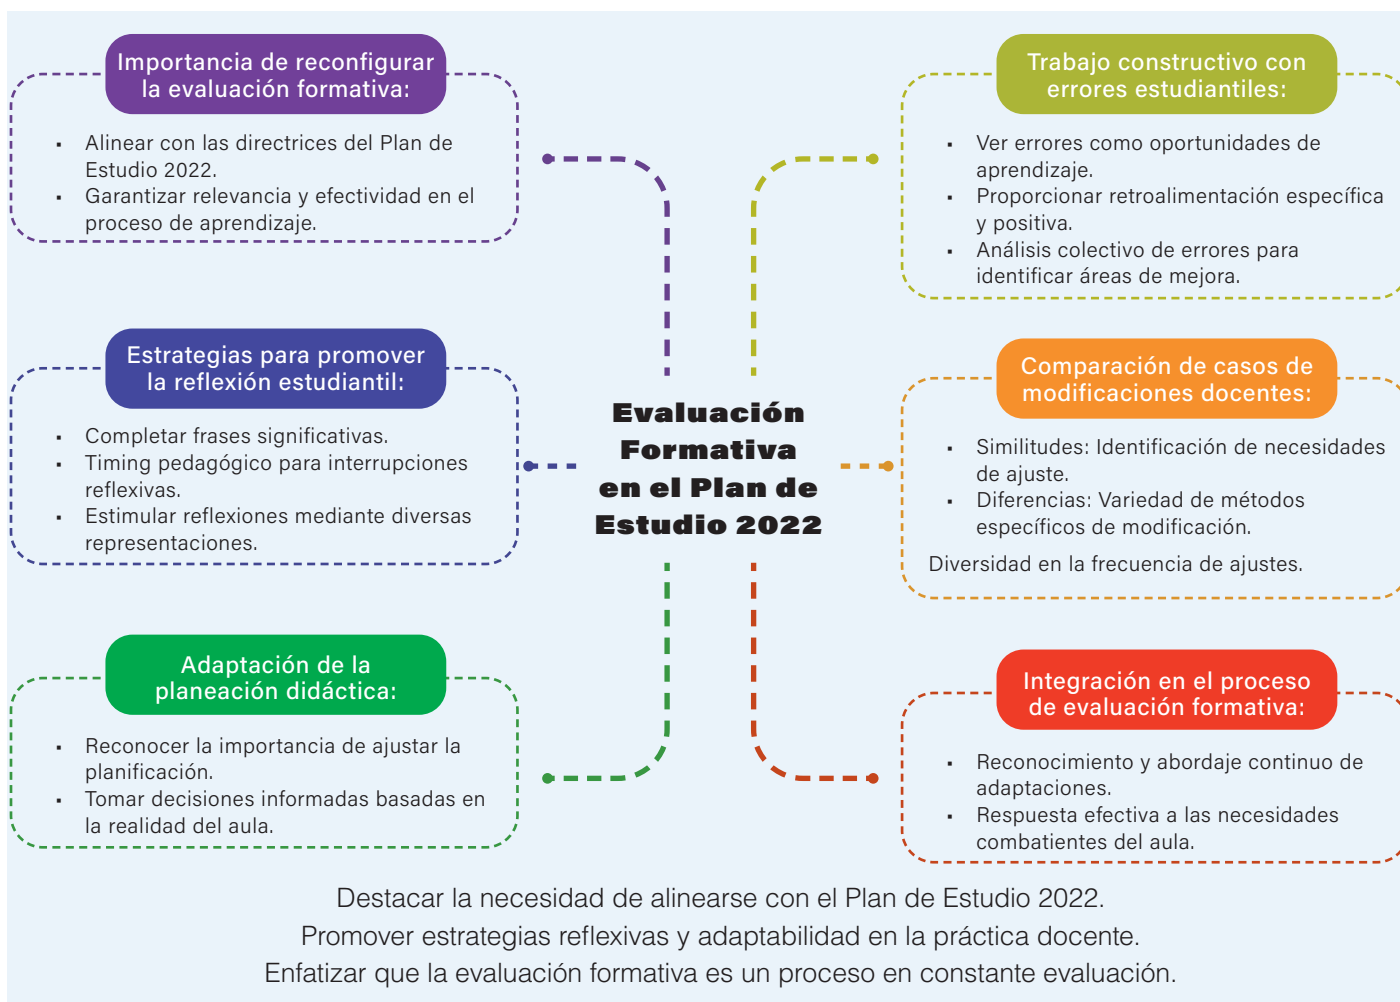 Importancia de reconfigurar
la evaluación formativa:
▪ Alinear con las directrices del Plan de
Estudio 2022.
▪ Garantizar relevancia y efectividad en el
proceso de aprendizaje.
Estrategias para promover
la reflexión estudiantil:
▪ Completar frases significativas.
▪ Timing pedagógico para interrupciones
reflexivas.
▪ Estimular reflexiones mediante diversas
representaciones.
Adaptación de la
planeación didáctica:
▪ Reconocer la importancia de ajustar la
planificación.
▪ Tomar decisiones informadas basadas en
la realidad del aula.
Evaluación
Formativa
en el Plan de
Estudio 2022
Trabajo constructivo con
errores estudiantiles:
▪ Ver errores como oportunidades de
aprendizaje.
▪ Proporcionar retroalimentación específica
y positiva.
▪ Análisis colectivo de errores para
identificar áreas de mejora.
Comparación de casos de
modificaciones docentes:
▪ Similitudes: Identificación de necesidades
de ajuste.
▪ Diferencias: Variedad de métodos
específicos de modificación.
Diversidad en la frecuencia de ajustes.
Integración en el proceso
de evaluación formativa:
▪ Reconocimiento y abordaje continuo de
adaptaciones.
▪ Respuesta efectiva a las necesidades
combatientes del aula.
Destacar la necesidad de alinearse con el Plan de Estudio 2022.
Promover estrategias reflexivas y adaptabilidad en la práctica docente.
Enfatizar que la evaluación formativa es un proceso en constante evaluación.